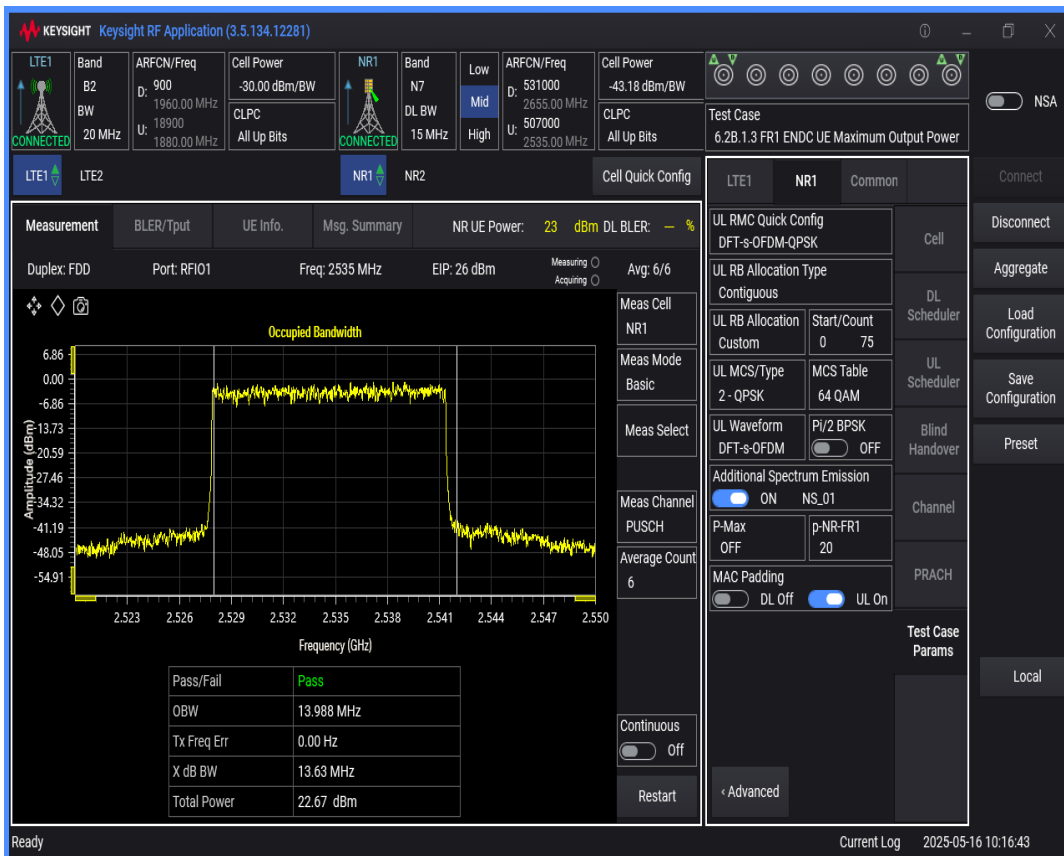 KEYSIGHT Keysight RF Application (3.5.134.12281)
LTE1
CONNECTED
Band
B2
BW
20 MHz
ARFCN/Freq
D: 900
1960.00 MHz
U: 18900
1880.00 MHz
Cell Power
-30.00 dBm/BW
CLPC
All Up Bits
NR1
CONNECTED
Band
N7
DL BW
15 MHz
Low
Mid
High
ARFCN/Freq
D: 531000
2655.00 MHz
U: 507000
2535.00 MHz
Cell Power
-43.18 dBm/BW
CLPC
All Up Bits
Test Case
6.2B.1.3 FR1 ENDC UE Maximum Output Power
NSA
LTE1 LTE2 NR1 NR2 Cell Quick Config
Measurement BLER/Tput UE Info. Msg. Summary NR UE Power: 23 dBm DL BLER: -- %
Duplex: FDD Port: RFIO1 Freq: 2535 MHz EIP: 26 dBm Measuring Acquiring Avg: 6/6
Occupied Bandwidth
6.86
0.00
-6.86
-13.73
-20.59
-27.46
-34.32
-41.19
-48.05
-54.91
Amplitude (dBm)
2.523 2.526 2.529 2.532 2.535 2.538 2.541 2.544 2.547 2.550
Frequency (GHz)
Pass/Fail Pass
OBW 13.988 MHz
Tx Freq Err 0.00 Hz
X dB BW 13.63 MHz
Total Power 22.67 dBm
Meas Cell
NR1
Meas Mode
Basic
Meas Select
Meas Channel
PUSCH
Average Count
6
Continuous
Off
Restart
LTE1 NR1 Common
UL RMC Quick Config
DFT-s-OFDM-QPSK
UL RB Allocation Type
Contiguous
UL RB Allocation Start/Count
Custom 0 75
UL MCS/Type MCS Table
2 - QPSK 64 QAM
UL Waveform Pi/2 BPSK
DFT-s-OFDM OFF
Additional Spectrum Emission
ON NS_01
P-Max p-NR-FR1
OFF 20
MAC Padding
DL Off UL On
‹ Advanced
Cell
DL
Scheduler
UL
Scheduler
Blind
Handover
Channel
PRACH
Test Case
Params
Connect
Disconnect
Aggregate
Load
Configuration
Save
Configuration
Preset
Local
Ready Current Log 2025-05-16 10:16:43